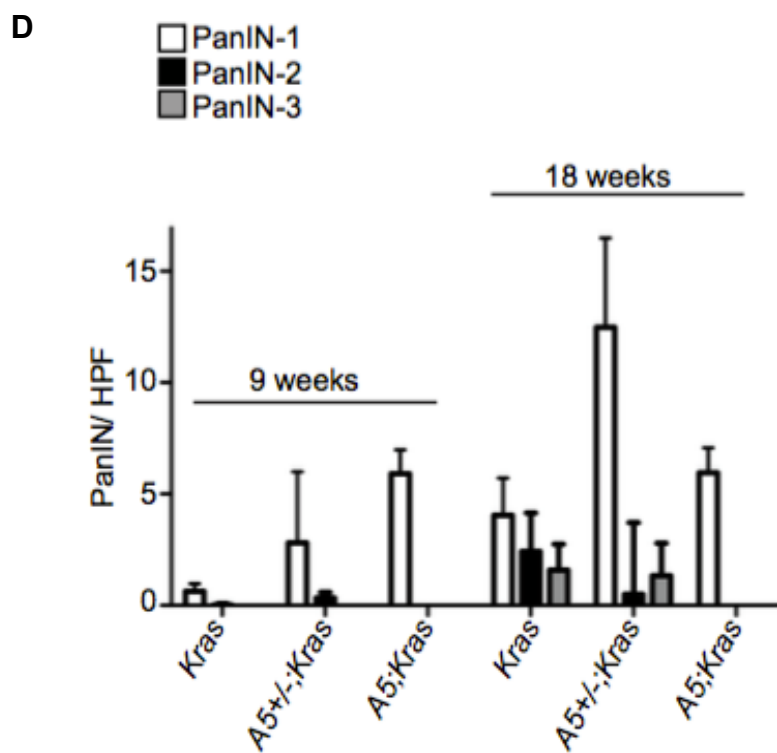 D
PanIN-1
PanIN-2
PanIN-3
18 weeks
15
9 weeks
10
PanIN/ HPF
5
0
Kras
A5+/-;Kras
A5;Kras
Kras
A5+/-;Kras
A5;Kras